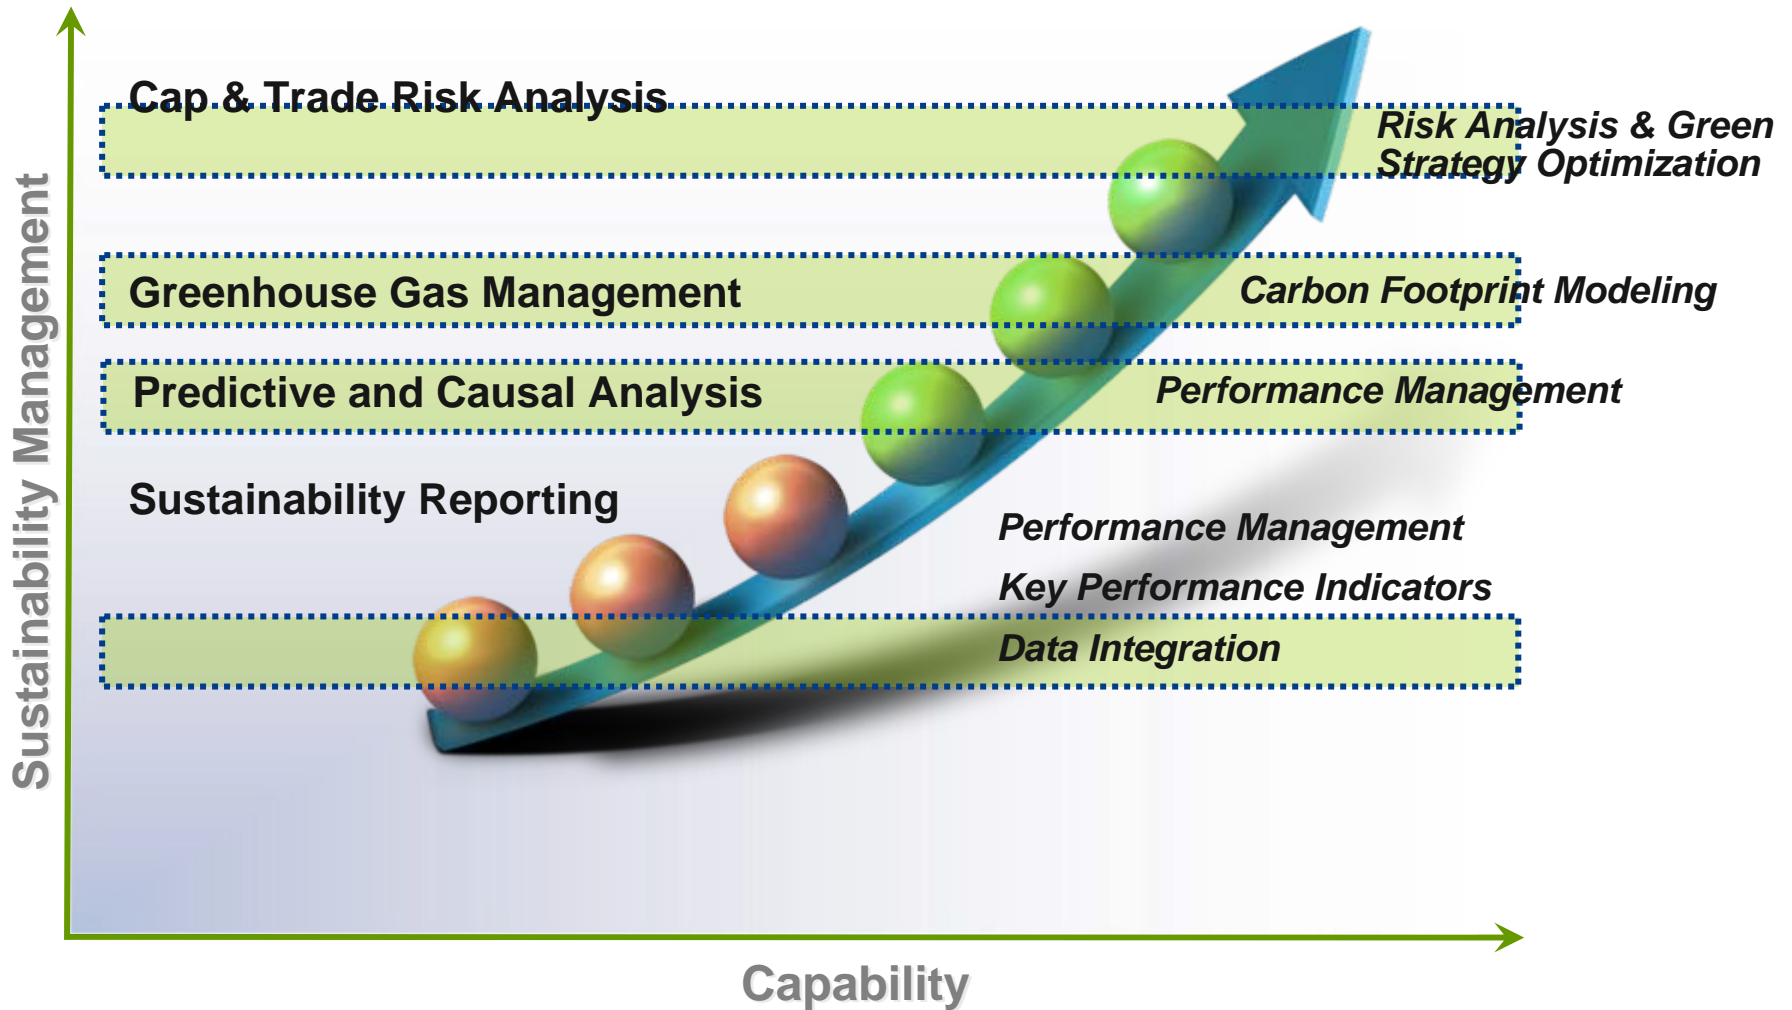 Cap & Trade Risk Analysis
Risk Analysis & Green
Strategy Optimization
Greenhouse Gas Management
Carbon Footprint Modeling
Predictive and Causal Analysis
Performance Management
Sustainability Reporting
Performance Management
Key Performance Indicators
Data Integration
Sustainability Management
Capability